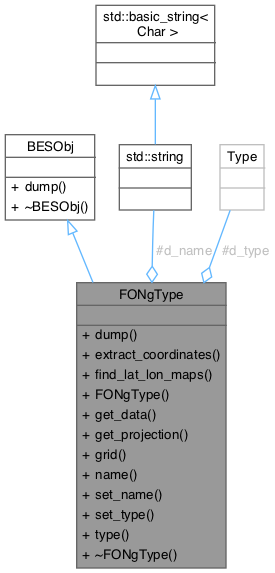 std::basic_string<
Char >
BESObj
+ dump()
+ ~BESObj()
std::string
Type
#d_name
#d_type
FONgType
+ dump()
+ extract_coordinates()
+ find_lat_lon_maps()
+ FONgType()
+ get_data()
+ get_projection()
+ grid()
+ name()
+ set_name()
+ set_type()
+ type()
+ ~FONgType()